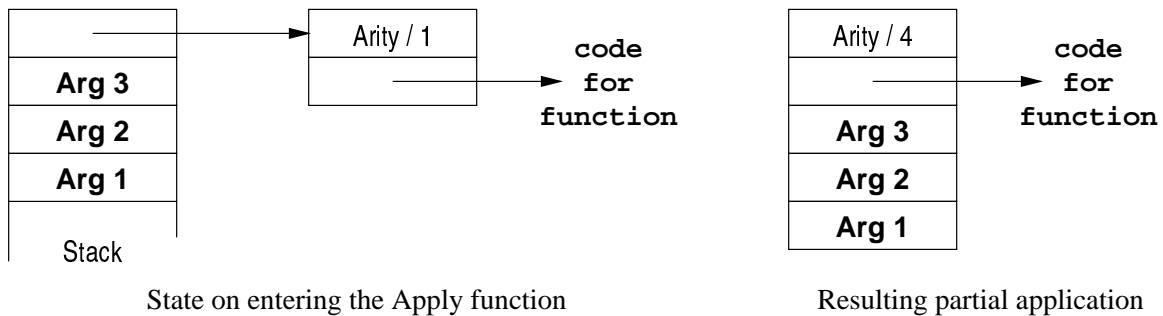 Arity / 1
code
for
function
Arg 3
Arg 2
Arg 1
Stack
State on entering the Apply function
Arity / 4
code
for
function
Arg 3
Arg 2
Arg 1
Resulting partial application